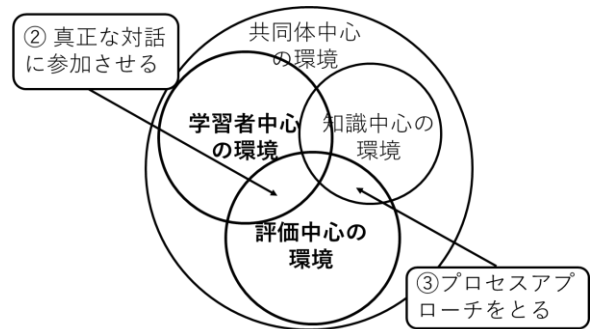 ② 真正な対話
に参加させる
共同体中心
の環境
学習者中心
の環境
知識中心の
環境
評価中心の
環境
③プロセスアプ
ローチをとる